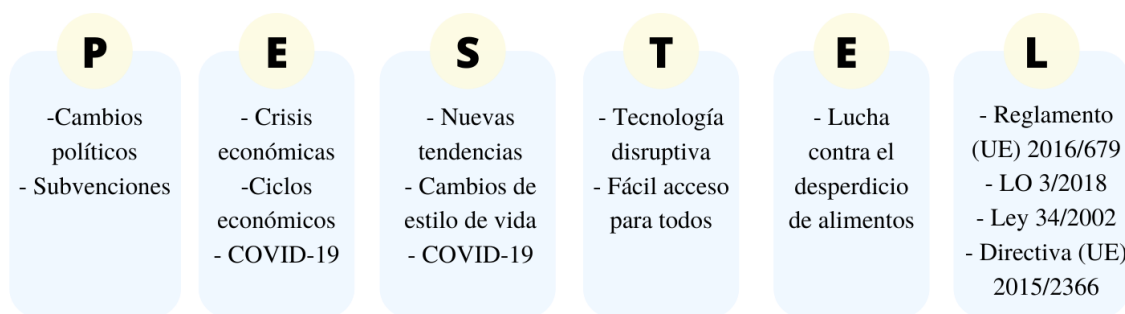 P
-Cambios
políticos
- Subvenciones
E
- Crisis
económicas
-Ciclos
económicos
- COVID-19
S
- Nuevas
tendencias
- Cambios de
estilo de vida
- COVID-19
T
- Tecnología
disruptiva
- Fácil acceso
para todos
E
- Lucha
contra el
desperdicio
de alimentos
L
- Reglamento
(UE) 2016/679
- LO 3/2018
- Ley 34/2002
- Directiva (UE)
2015/2366